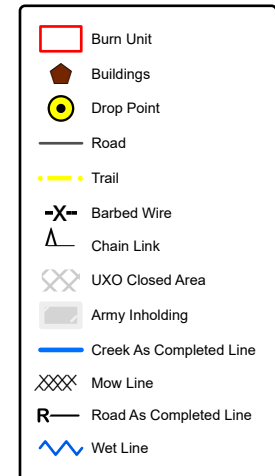 Burn Unit
Buildings
Drop Point
Road
Trail
-X-- Barbed Wire
Chain Link
UXO Closed Area
Army Inholding
Creek As Completed Line
Mow Line
R— Road As Completed Line
Wet Line